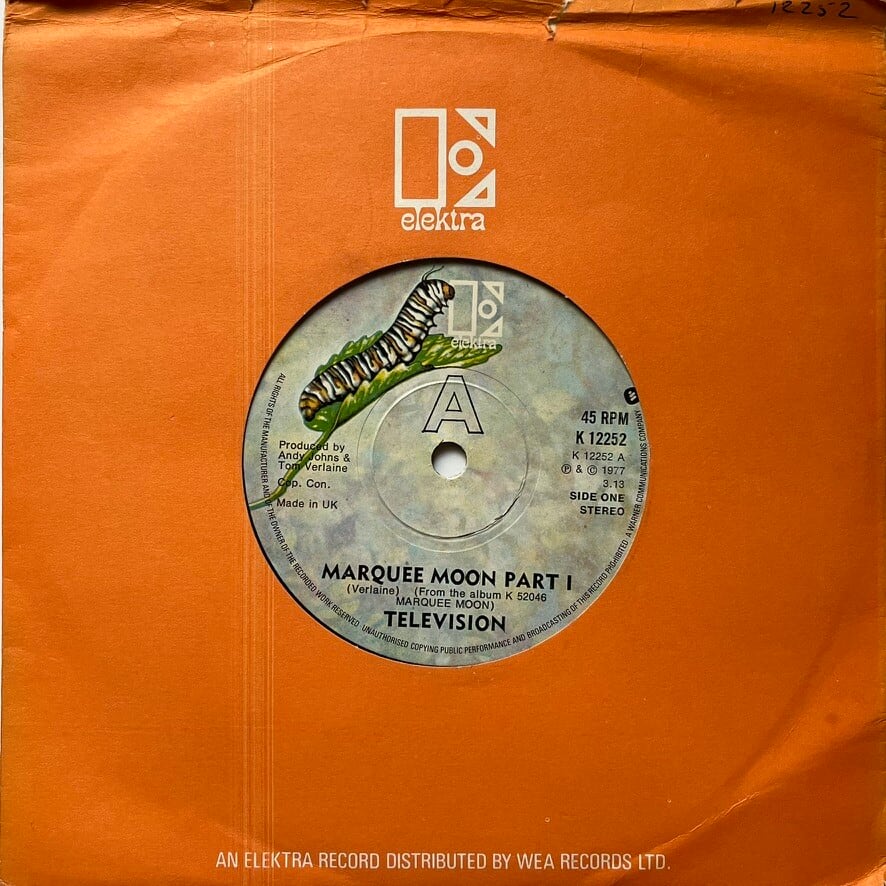 12252
elektra
elektra
A
45 RPM
K 12252
K 12252 A
℗ & © 1977
3.13
SIDE ONE
STEREO
Produced by
Andy Johns &
Tom Verlaine
Cop. Con.
Made in UK
MARQUEE MOON PART I
(Verlaine) (From the album K 52046
MARQUEE MOON)
TELEVISION
ALL RIGHTS OF THE MANUFACTURER AND OF THE OWNER OF THE RECORDED WORK RESERVED UNAUTHORISED COPYING PUBLIC PERFORMANCE AND BROADCASTING OF THIS RECORD PROHIBITED A WARNER COMMUNICATIONS COMPANY
AN ELEKTRA RECORD DISTRIBUTED BY WEA RECORDS LTD.